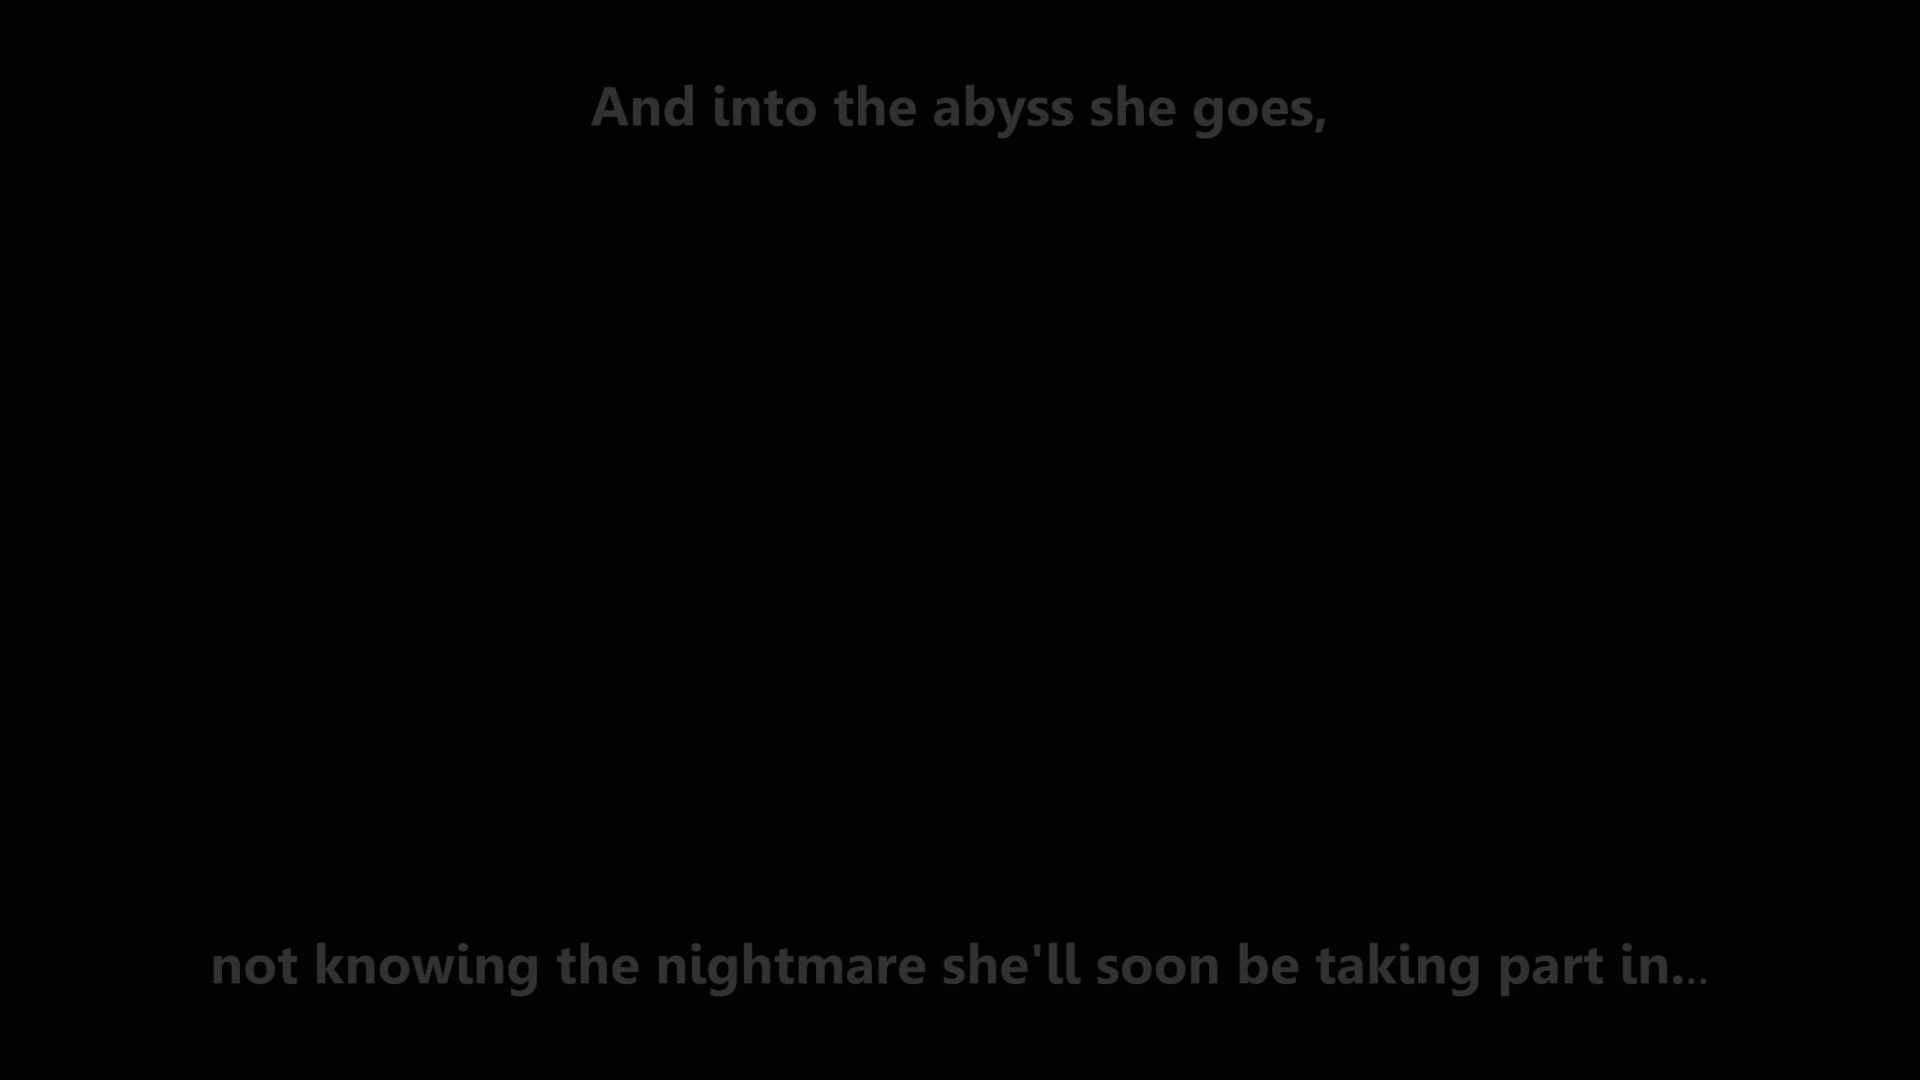 And into the abyss she goes,
not knowing the nightmare she'll soon be taking part in...